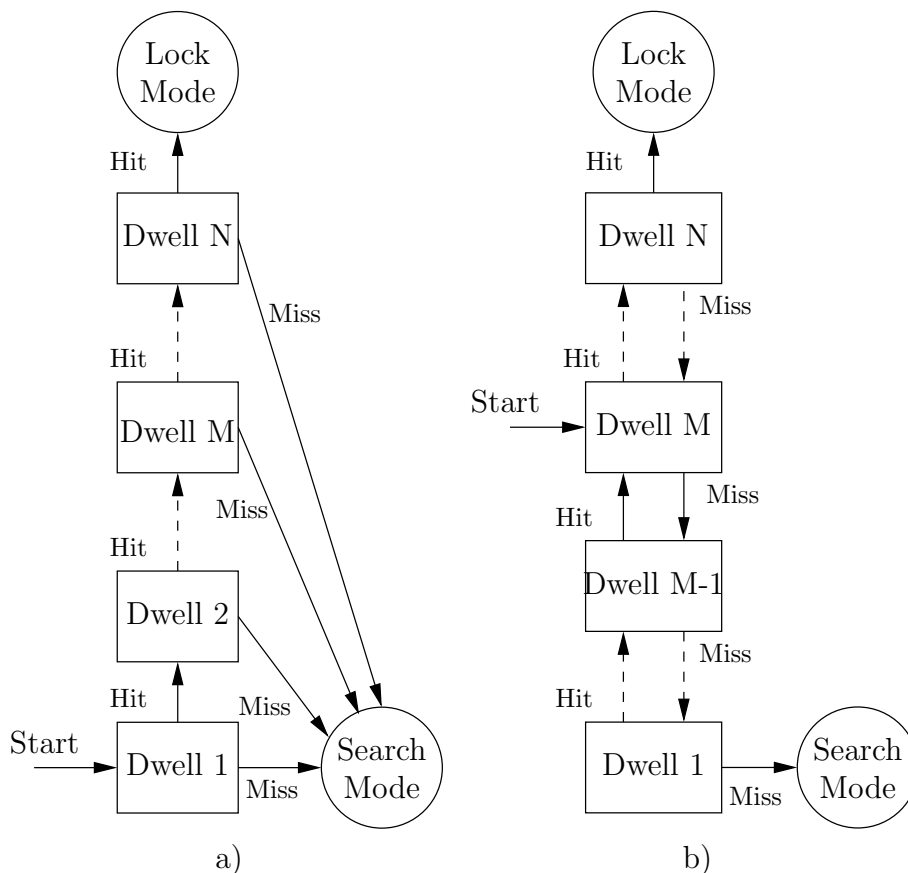 Lock
Mode
Hit
Dwell N
Miss
Hit
Dwell M
Miss
Hit
Dwell 2
Hit
Miss
Start
Dwell 1
Miss
Search
Mode
a)
Lock
Mode
Hit
Dwell N
Miss
Hit
Start
Dwell M
Miss
Hit
Dwell M-1
Miss
Hit
Dwell 1
Miss
Search
Mode
b)